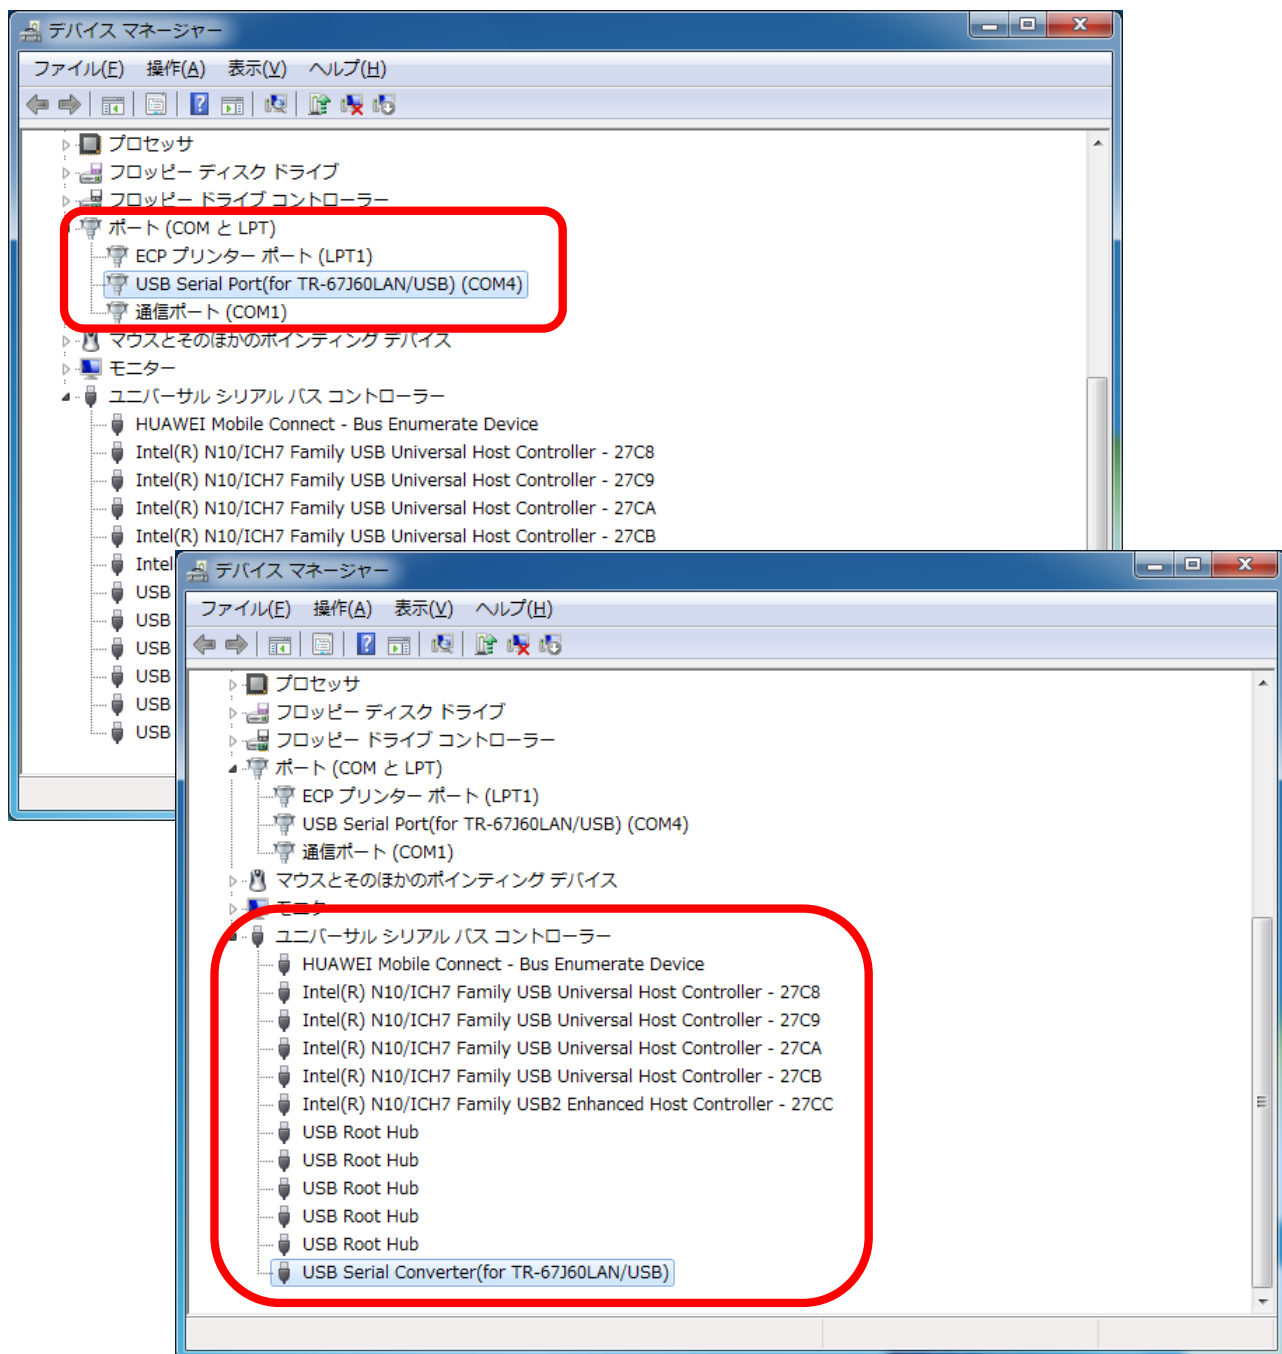 デバイス マネージャー
ファイル(F) 操作(A) 表示(V) ヘルプ(H)
プロセッサ
フロッピー ディスク ドライブ
フロッピー ドライブ コントローラー
ポート (COM と LPT)
ECP プリンター ポート (LPT1)
USB Serial Port(for TR-67J60LAN/USB) (COM4)
通信ポート (COM1)
マウスとそのほかのポインティング デバイス
モニター
ユニバーサル シリアル バス コントローラー
HUAWEI Mobile Connect - Bus Enumerate Device
Intel(R) N10/ICH7 Family USB Universal Host Controller - 27C8
Intel(R) N10/ICH7 Family USB Universal Host Controller - 27C9
Intel(R) N10/ICH7 Family USB Universal Host Controller - 27CA
Intel(R) N10/ICH7 Family USB Universal Host Controller - 27CB
Intel
USB
USB
USB
USB
USB
USB
デバイス マネージャー
ファイル(F) 操作(A) 表示(V) ヘルプ(H)
プロセッサ
フロッピー ディスク ドライブ
フロッピー ドライブ コントローラー
ポート (COM と LPT)
ECP プリンター ポート (LPT1)
USB Serial Port(for TR-67J60LAN/USB) (COM4)
通信ポート (COM1)
マウスとそのほかのポインティング デバイス
モニター
ユニバーサル シリアル バス コントローラー
HUAWEI Mobile Connect - Bus Enumerate Device
Intel(R) N10/ICH7 Family USB Universal Host Controller - 27C8
Intel(R) N10/ICH7 Family USB Universal Host Controller - 27C9
Intel(R) N10/ICH7 Family USB Universal Host Controller - 27CA
Intel(R) N10/ICH7 Family USB Universal Host Controller - 27CB
Intel(R) N10/ICH7 Family USB2 Enhanced Host Controller - 27CC
USB Root Hub
USB Root Hub
USB Root Hub
USB Root Hub
USB Root Hub
USB Serial Converter(for TR-67J60LAN/USB)